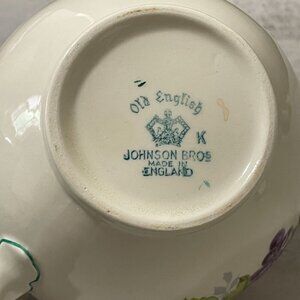 Old English
K
JOHNSON BROS
MADE IN
ENGLAND